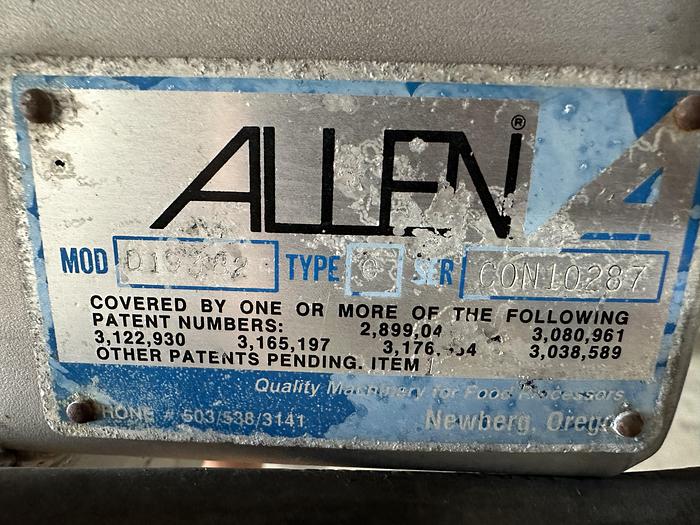 ALLEN®
MOD TYPE SER CON10287
COVERED BY ONE OR MORE OF THE FOLLOWING
PATENT NUMBERS: 3,080,961
3,122,930 3,165,197 3,038,589
OTHER PATENTS PENDING. ITEM
Quality Machinery for Food Processors
PHONE # 503/538/3141 Newberg, Oregon